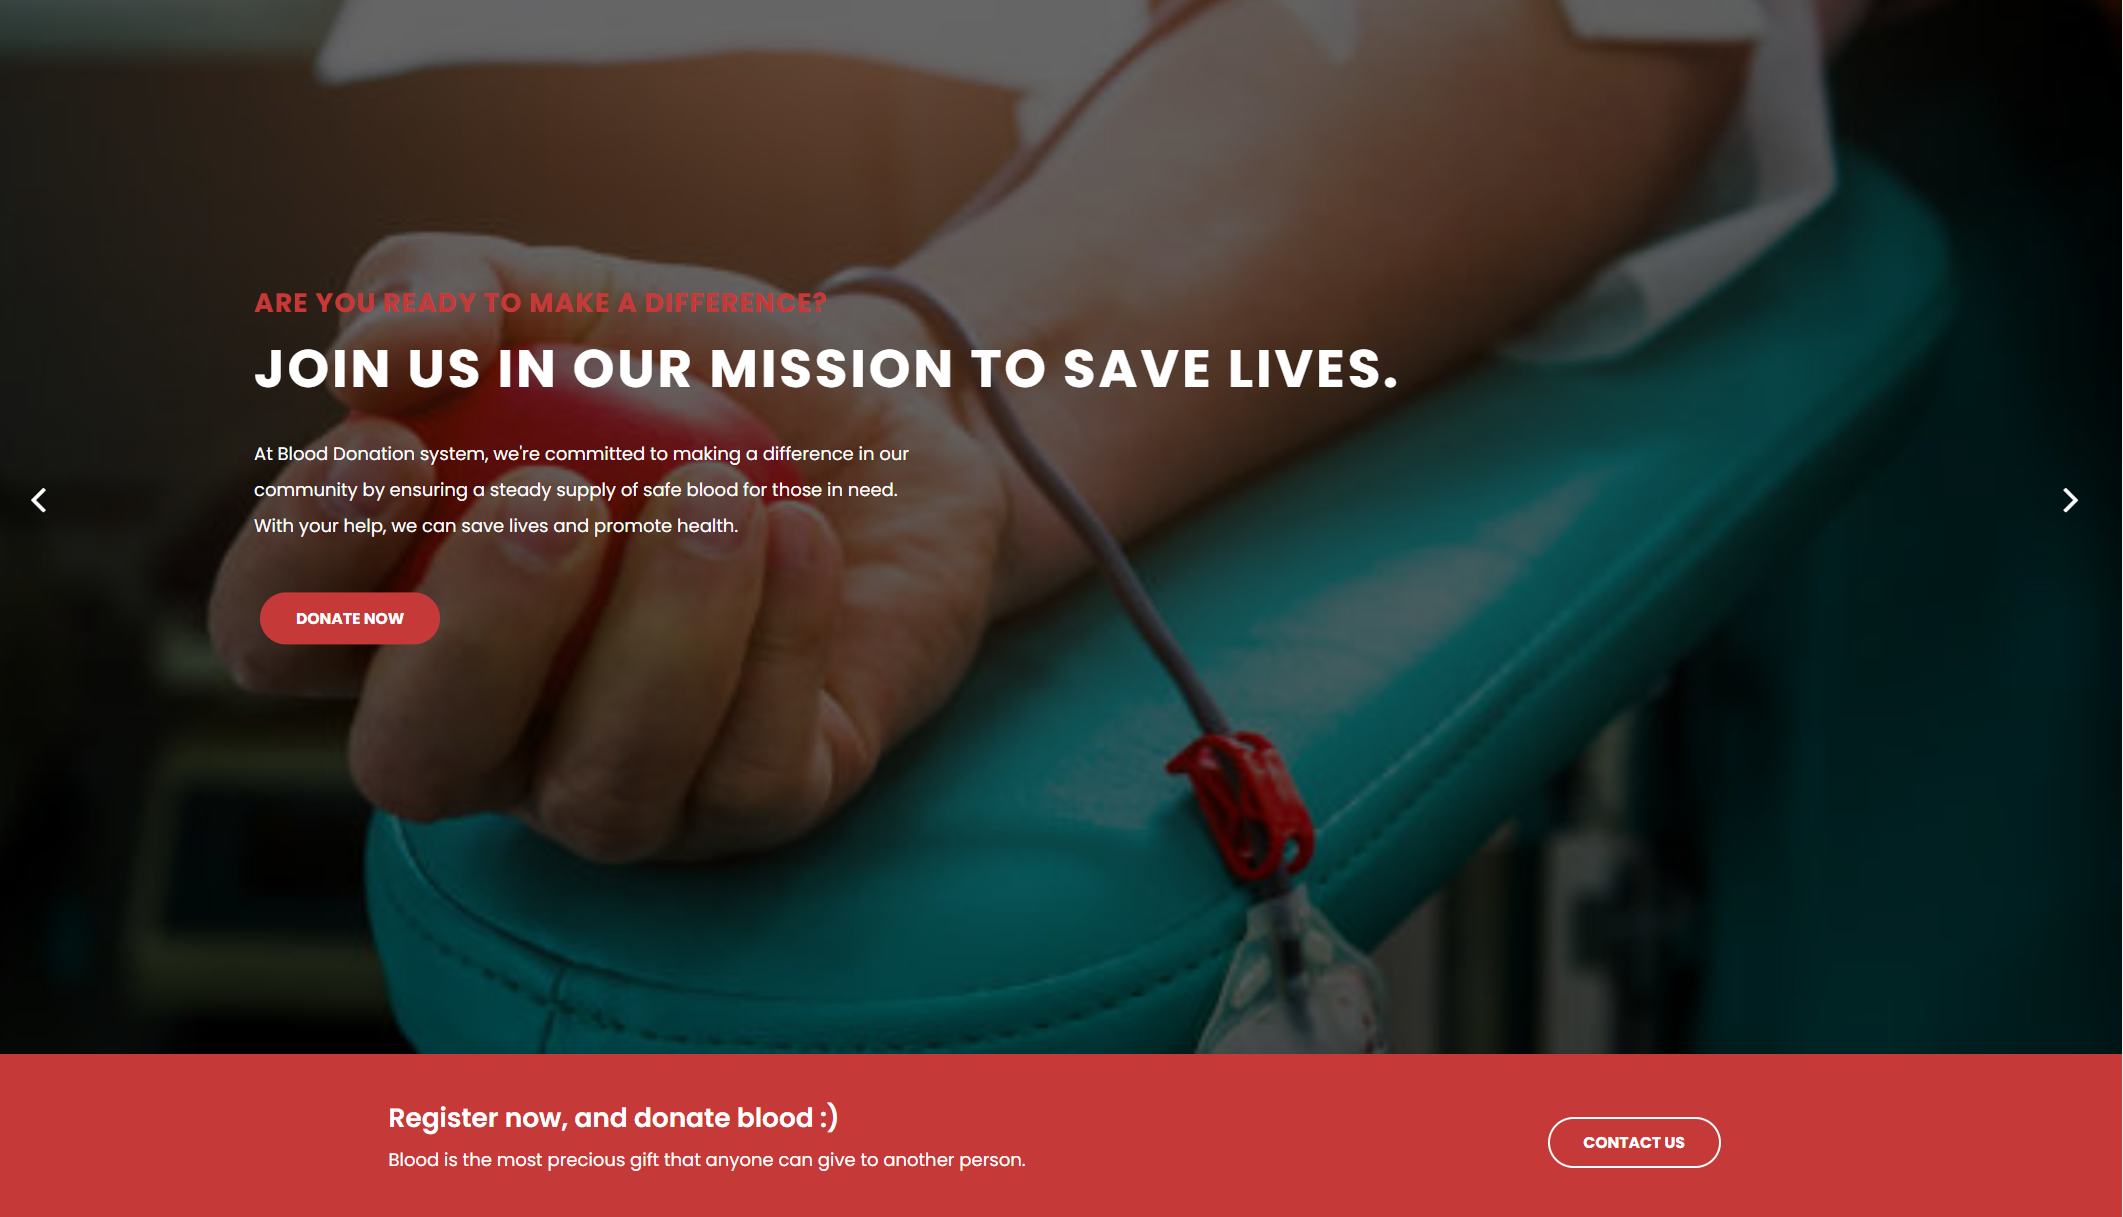 ARE YOU READY TO MAKE A DIFFERENCE?
JOIN US IN OUR MISSION TO SAVE LIVES.
At Blood Donation system, we're committed to making a difference in our
community by ensuring a steady supply of safe blood for those in need.
With your help, we can save lives and promote health.
DONATE NOW
Register now, and donate blood :)
Blood is the most precious gift that anyone can give to another person.
CONTACT US